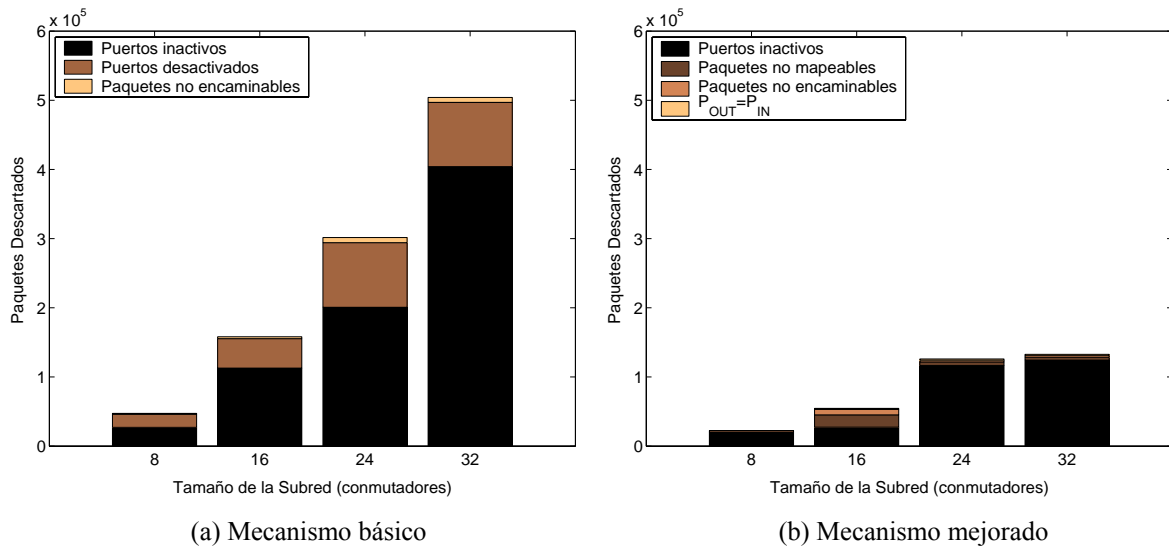 x 10^5
6
5
4
3
2
1
0
Paquetes Descartados
Puertos inactivos
Puertos desactivados
Paquetes no encaminables
8 16 24 32
Tamaño de la Subred (conmutadores)
(a) Mecanismo básico
x 10^5
6
5
4
3
2
1
0
Paquetes Descartados
Puertos inactivos
Paquetes no mapeables
Paquetes no encaminables
P_OUT=P_IN
8 16 24 32
Tamaño de la Subred (conmutadores)
(b) Mecanismo mejorado